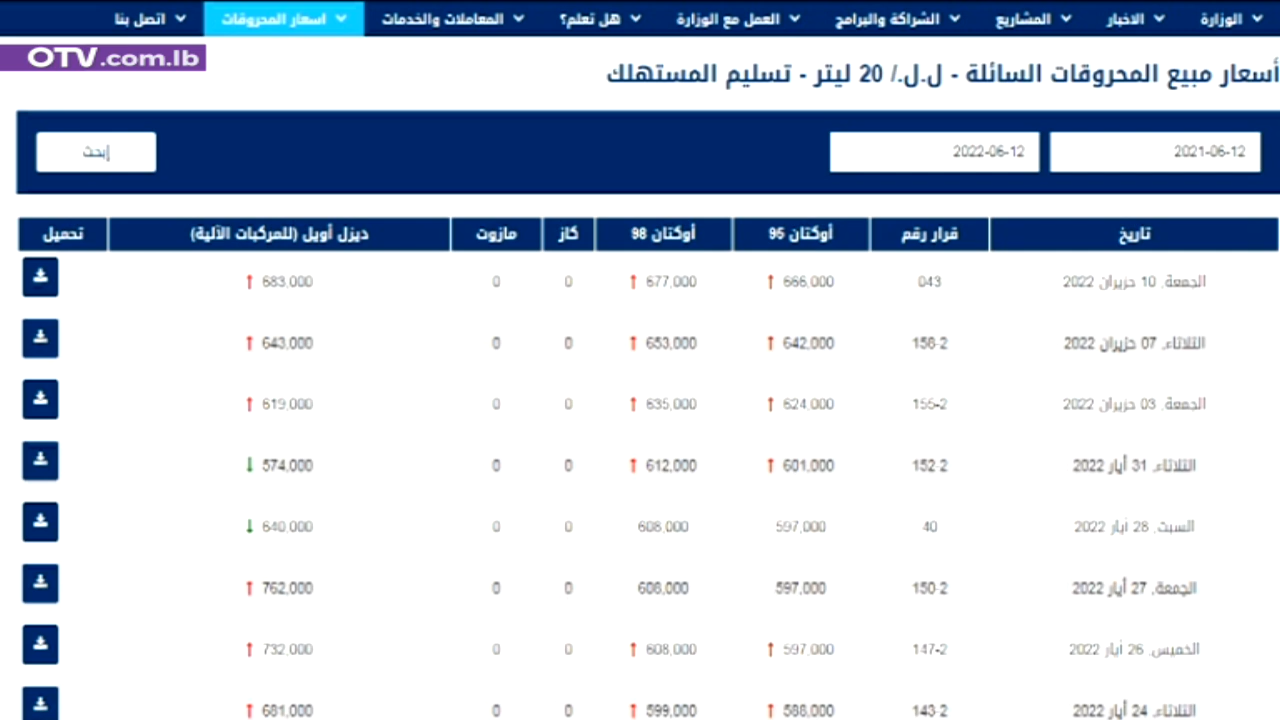 الوزارة الاخبار المشاريع الشراكة والبرامج العمل مع الوزارة هل تعلم؟ المعاملات والخدمات اسعار المحروقات اتصل بنا
OTV.com.lb
أسعار مبيع المحروقات السائلة - ل.ل./ 20 ليتر - تسليم المستهلك
2021-06-12 2022-06-12 إبحث
تاريخ قرار رقم أوكتان 95 أوكتان 98 كاز مازوت ديزل أويل (للمركبات الآلية) تحميل
الجمعة, 10 حزيران 2022 043 666,000 ↑ 677,000 ↑ 0 0 683,000 ↑
الثلاثاء, 07 حزيران 2022 158-2 642,000 ↑ 653,000 ↑ 0 0 643,000 ↑
الجمعة, 03 حزيران 2022 155-2 624,000 ↑ 635,000 ↑ 0 0 619,000 ↑
الثلاثاء, 31 أيار 2022 152-2 601,000 ↑ 612,000 ↑ 0 0 574,000 ↓
السبت, 28 أيار 2022 40 597,000 608,000 0 0 640,000 ↓
الجمعة, 27 أيار 2022 150-2 597,000 608,000 0 0 762,000 ↑
الخميس, 26 أيار 2022 147-2 597,000 ↑ 608,000 ↑ 0 0 732,000 ↑
الثلاثاء, 24 أيار 2022 143-2 588,000 ↑ 599,000 ↑ 0 0 681,000 ↑